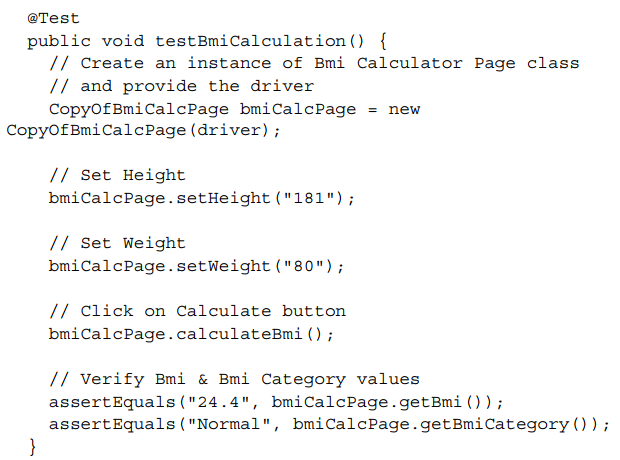 @Test
public void testBmiCalculation() {
// Create an instance of Bmi Calculator Page class
// and provide the driver
CopyOfBmiCalcPage bmiCalcPage = new
CopyOfBmiCalcPage(driver);
// Set Height
bmiCalcPage.setHeight("181");
// Set Weight
bmiCalcPage.setWeight("80");
// Click on Calculate button
bmiCalcPage.calculateBmi();
// Verify Bmi & Bmi Category values
assertEquals("24.4", bmiCalcPage.getBmi());
assertEquals("Normal", bmiCalcPage.getBmiCategory());
}